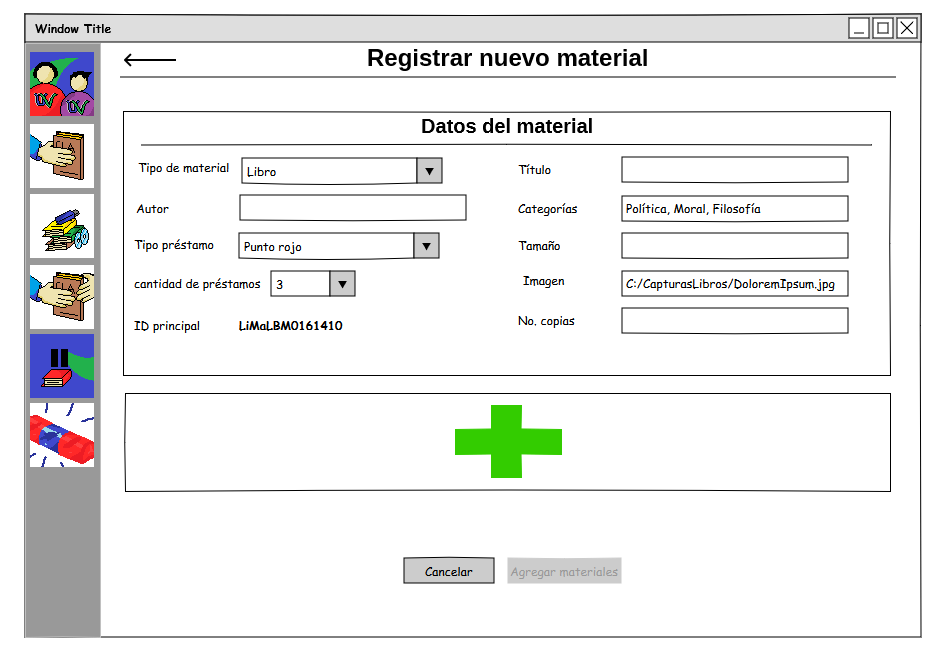 Window Title
Registrar nuevo material
Datos del material
Tipo de material Libro Título
Autor Categorías Política, Moral, Filosofía
Tipo préstamo Punto rojo Tamaño
cantidad de préstamos 3 Imagen C:/CapturasLibros/DoloremIpsum.jpg
ID principal LiMaLBM0161410 No. copias
Cancelar Agregar materiales